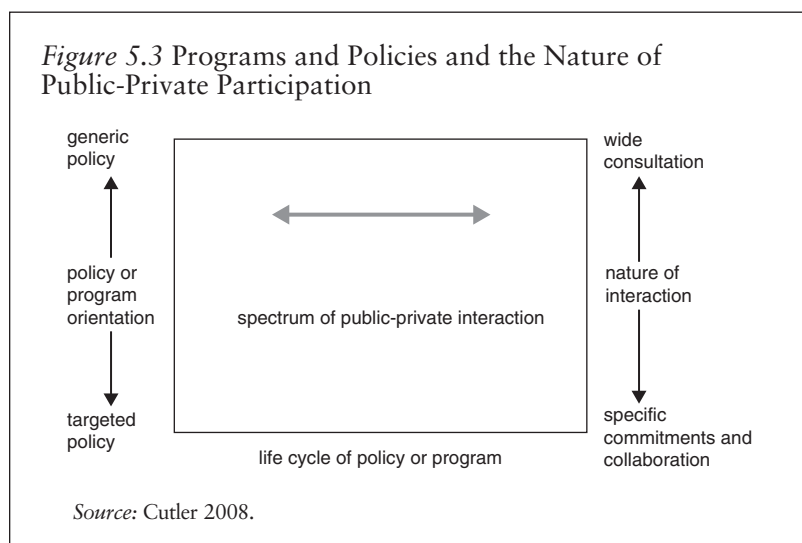 Figure 5.3 Programs and Policies and the Nature of
Public-Private Participation
generic
policy
policy or
program
orientation
targeted
policy
spectrum of public-private interaction
life cycle of policy or program
wide
consultation
nature of
interaction
specific
commitments and
collaboration
Source: Cutler 2008.